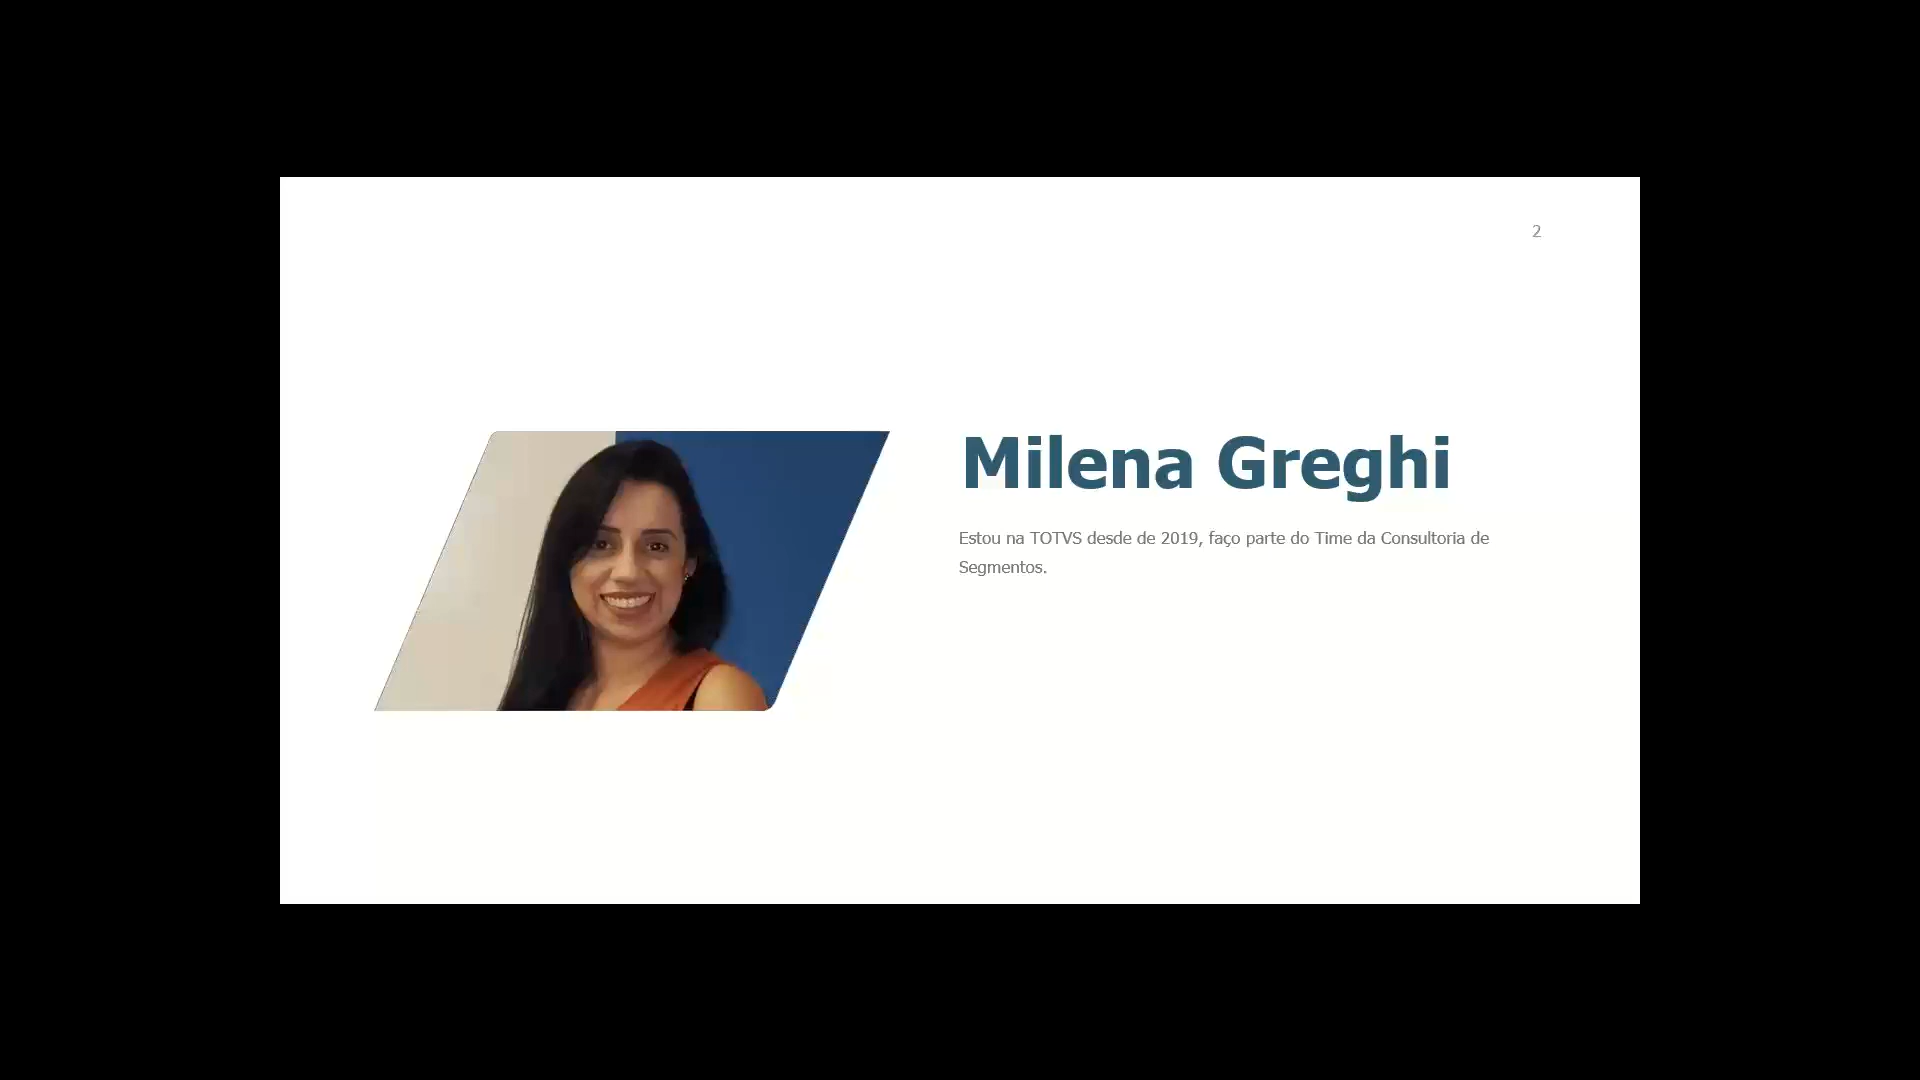 2
Milena Greghi
Estou na TOTVS desde de 2019, faço parte do Time da Consultoria de
Segmentos.